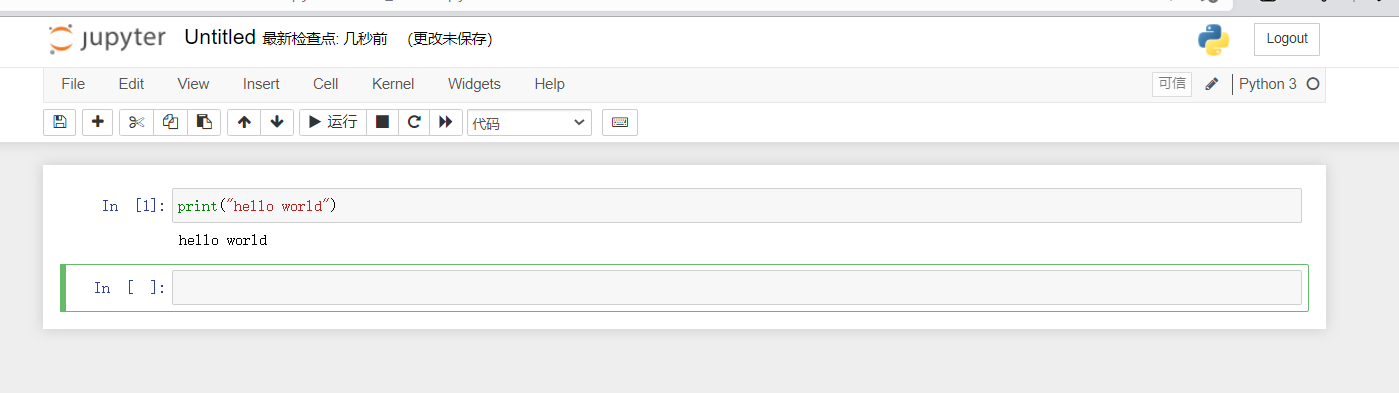 jupyter Untitled 最新检查点: 几秒前 (更改未保存) Logout
File Edit View Insert Cell Kernel Widgets Help 可信 Python 3
运行 代码
In [1]: print("hello world")
hello world
In [ ]: